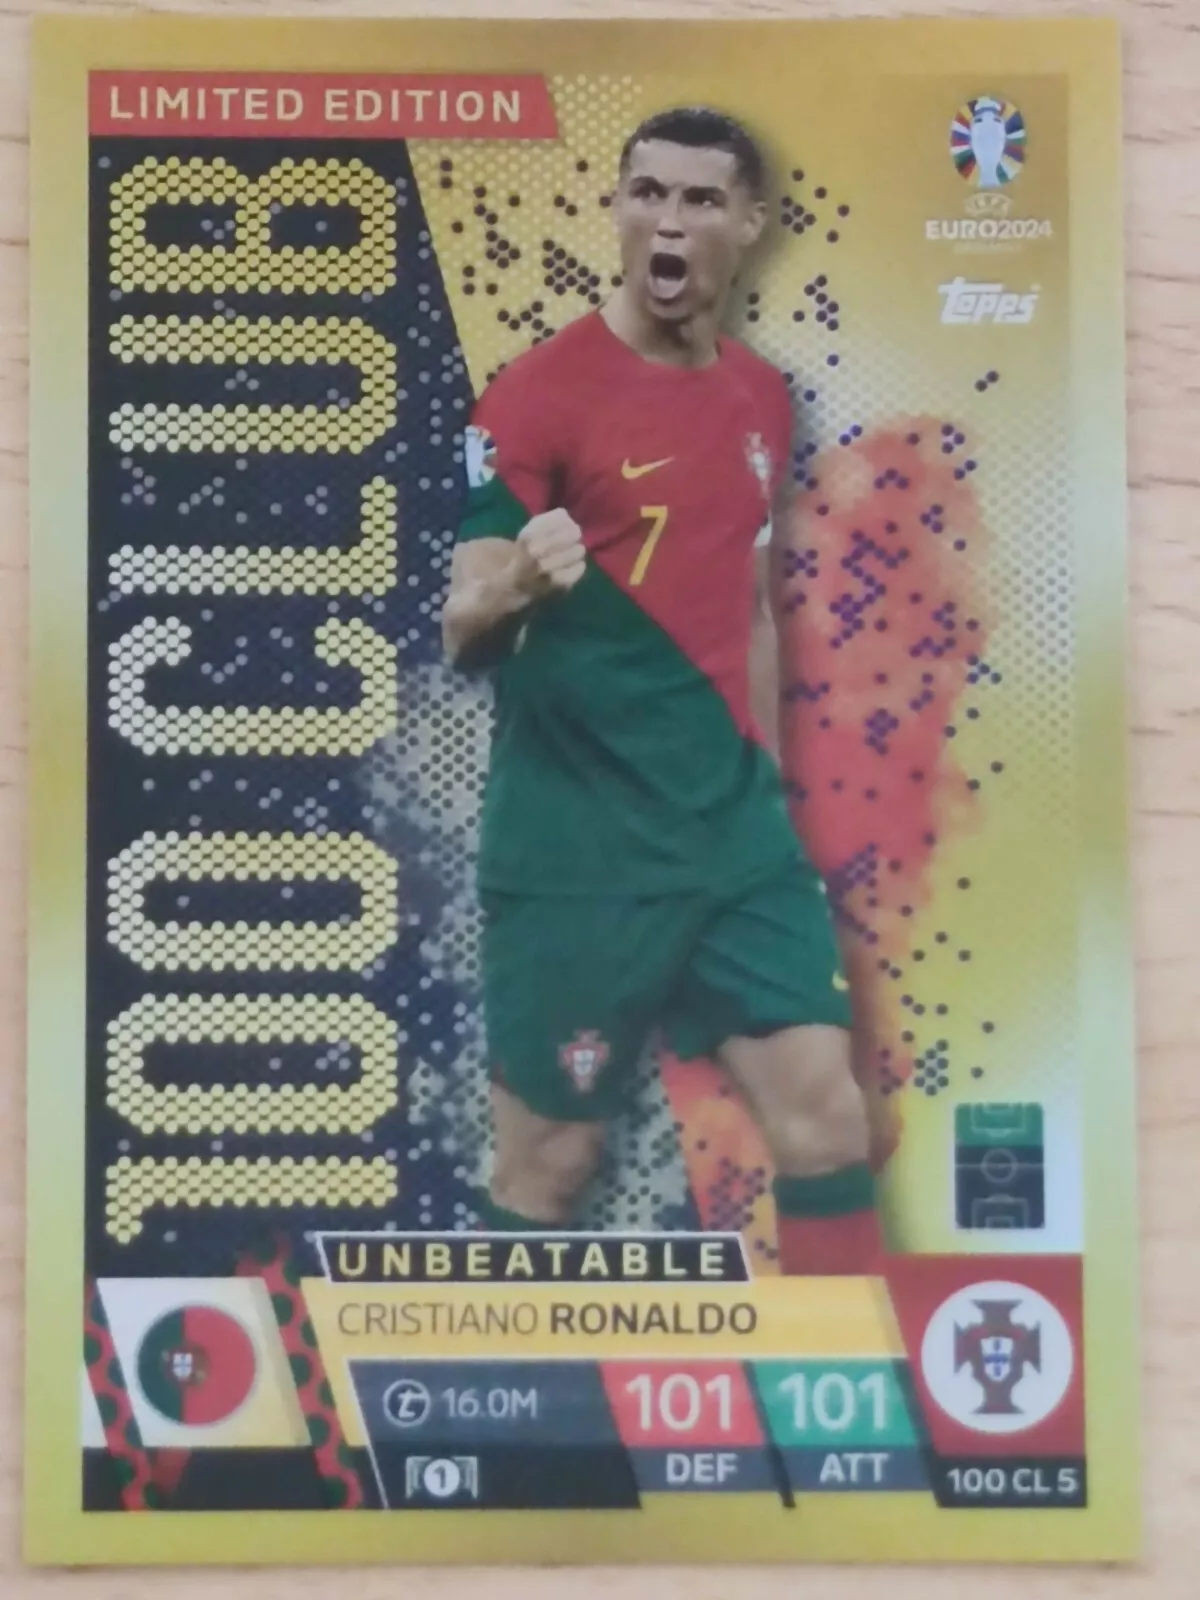 LIMITED EDITION
100 CLUB
UEFA
EURO2024
topps
7
UNBEATABLE
CRISTIANO RONALDO
t 16.0M
101
101
1
DEF
ATT
100 CL 5